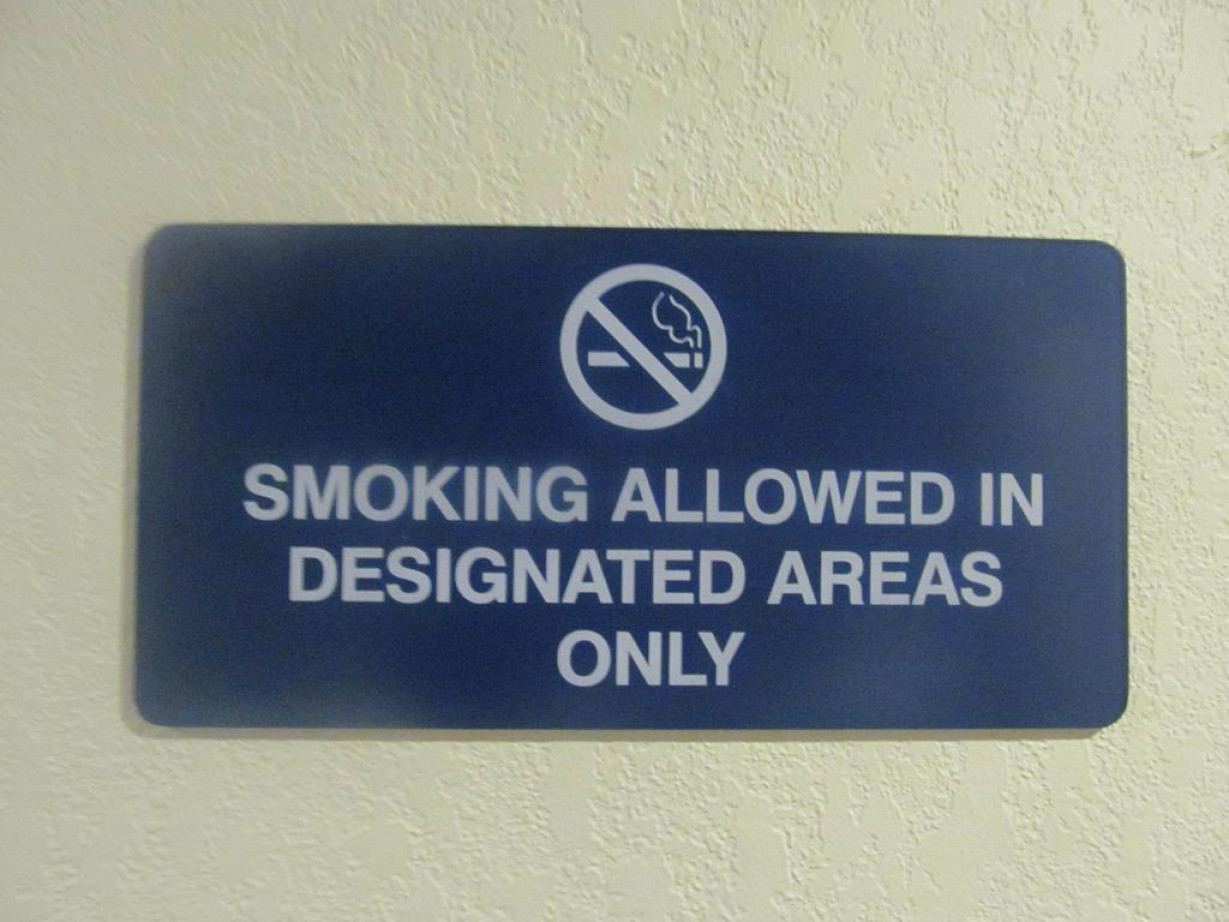 SMOKING ALLOWED IN
DESIGNATED AREAS
ONLY